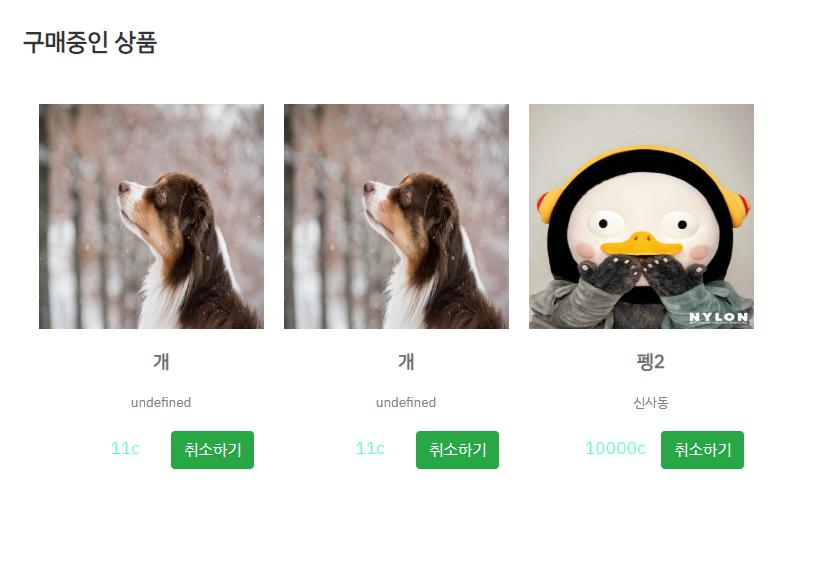 구매중인 상품
NYLON
개
개
펭2
undefined
undefined
신사동
11c
취소하기
11c
취소하기
10000c
취소하기